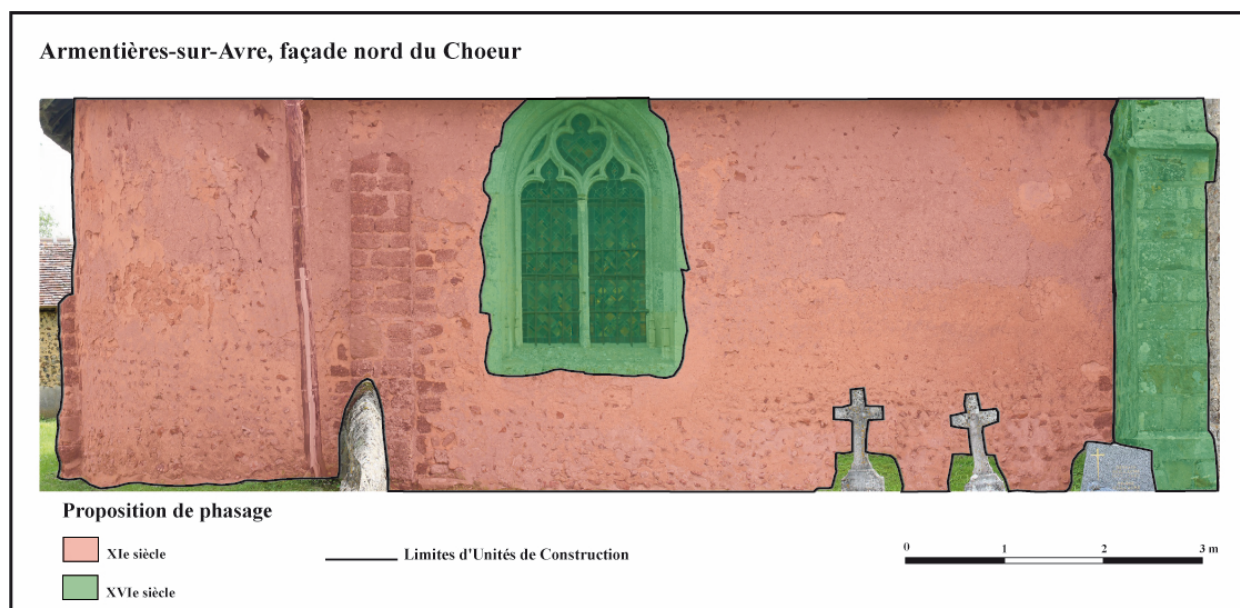 Armentières-sur-Avre, façade nord du Choeur
Proposition de phasage
XIe siècle
Limites d'Unités de Construction
XVIe siècle
0 1 2 3 m